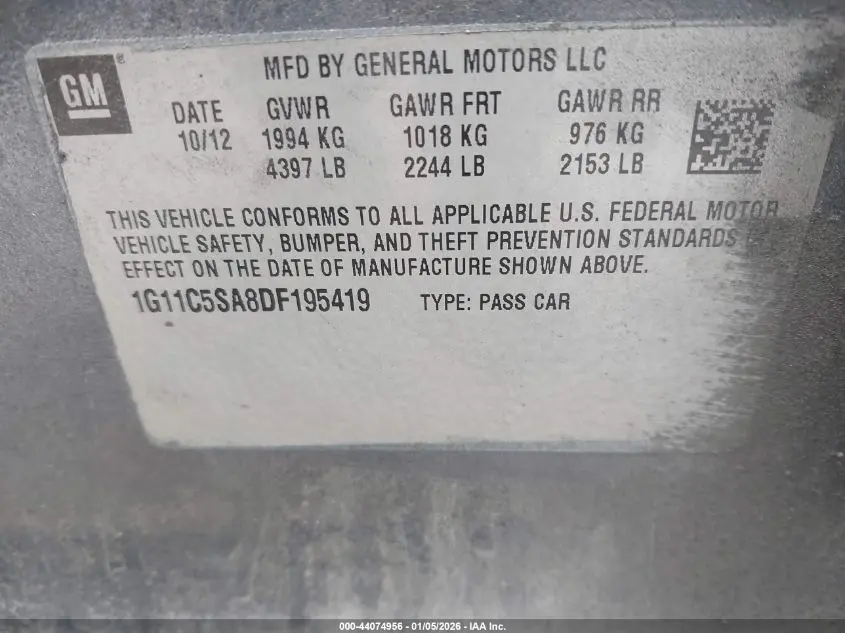 GM
MFD BY GENERAL MOTORS LLC
DATE GVWR GAWR FRT GAWR RR
10/12 1994 KG 1018 KG 976 KG
4397 LB 2244 LB 2153 LB
THIS VEHICLE CONFORMS TO ALL APPLICABLE U.S. FEDERAL MOTOR
VEHICLE SAFETY, BUMPER, AND THEFT PREVENTION STANDARDS
EFFECT ON THE DATE OF MANUFACTURE SHOWN ABOVE.
1G11C5SA8DF195419 TYPE: PASS CAR
000-44074956 - 01/05/2026 - IAA Inc.